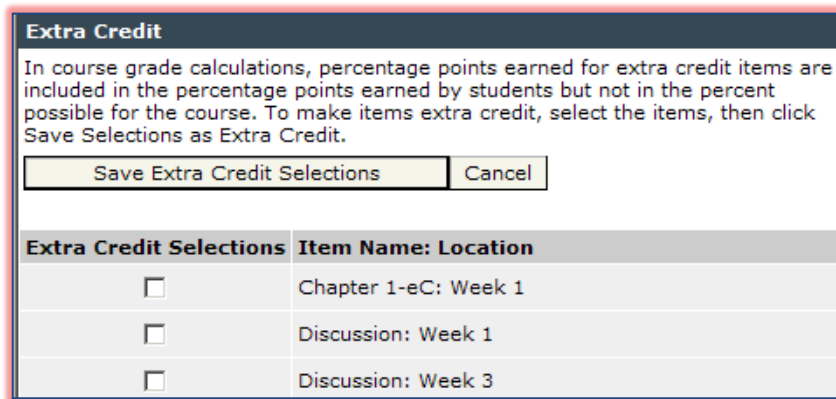 Extra Credit
In course grade calculations, percentage points earned for extra credit items are
included in the percentage points earned by students but not in the percent
possible for the course. To make items extra credit, select the items, then click
Save Selections as Extra Credit.
Save Extra Credit Selections Cancel
Extra Credit Selections Item Name: Location
Chapter 1-eC: Week 1
Discussion: Week 1
Discussion: Week 3